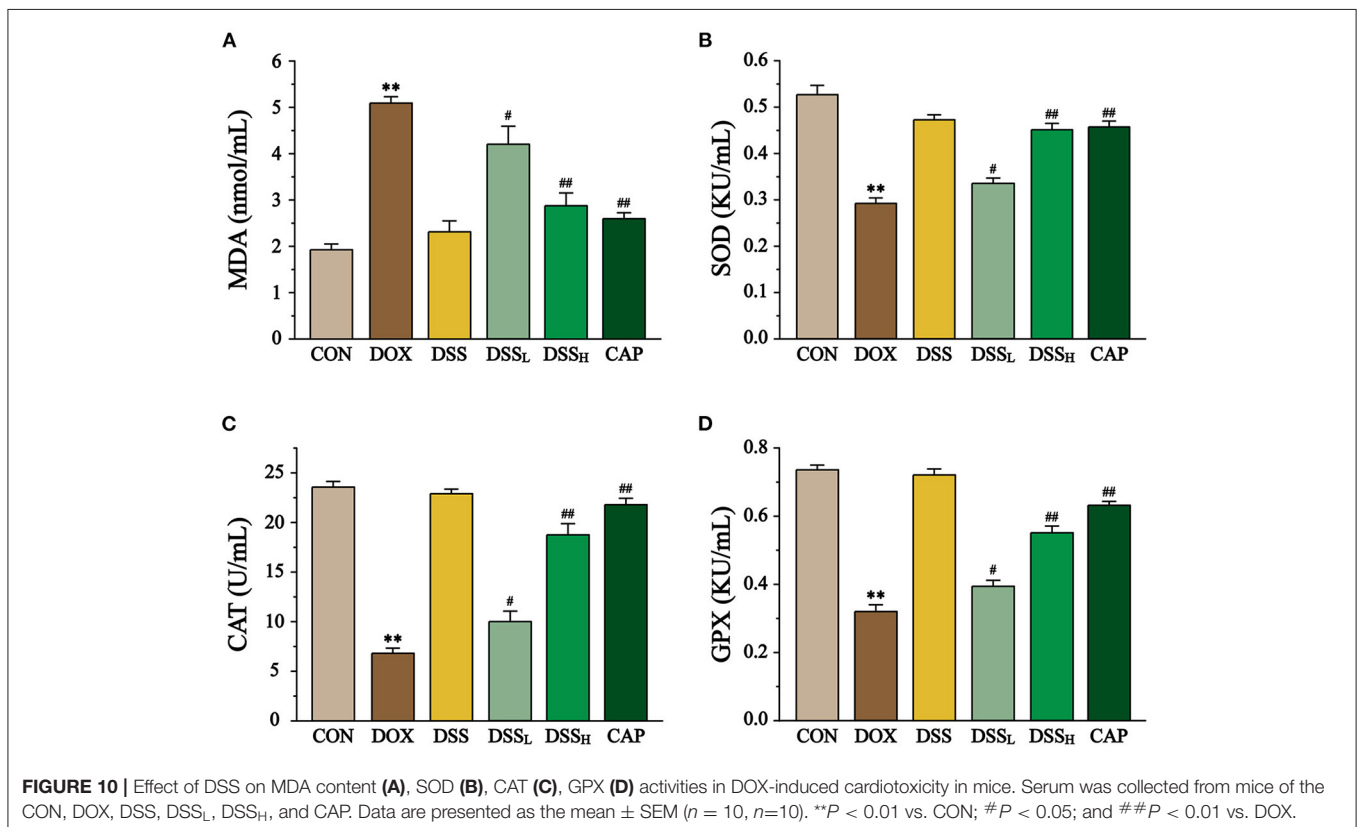 A
MDA (nmol/mL)
6
5
4
3
2
1
0
**
#
##
##
CON DOX DSS DSSL DSSH CAP
B
SOD (KU/mL)
0.5
0.4
0.3
0.3
0.1
0.0
**
#
##
##
CON DOX DSS DSSL DSSH CAP
C
CAT (U/mL)
25
20
15
10
5
0
**
#
##
##
CON DOX DSS DSSL DSSH CAP
D
GPX (KU/mL)
0.8
0.6
0.4
0.2
0.0
**
#
##
##
CON DOX DSS DSSL DSSH CAP
FIGURE 10 | Effect of DSS on MDA content (A), SOD (B), CAT (C), GPX (D) activities in DOX-induced cardiotoxicity in mice. Serum was collected from mice of the
CON, DOX, DSS, DSSL, DSSH, and CAP. Data are presented as the mean ± SEM (n = 10, n=10). **P < 0.01 vs. CON; #P < 0.05; and ##P < 0.01 vs. DOX.